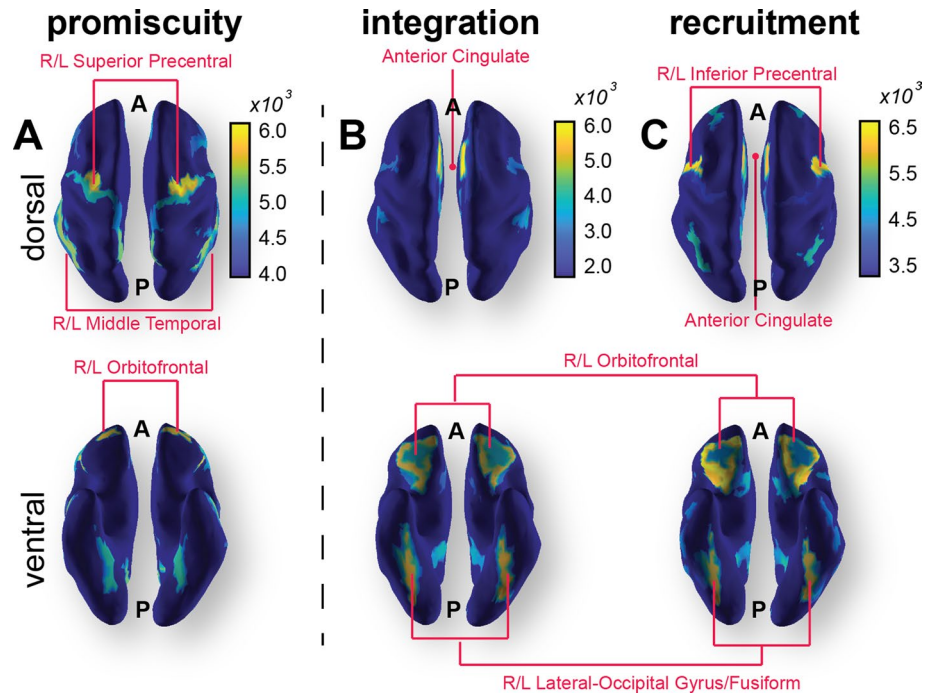 promiscuity
integration
recruitment
R/L Superior Precentral
Anterior Cingulate
R/L Inferior Precentral
A
B
C
dorsal
A
P
x10³
6.0
5.5
5.0
4.5
4.0
A
P
x10³
6.0
5.0
4.0
3.0
2.0
A
P
x10³
6.5
5.5
4.5
3.5
R/L Middle Temporal
Anterior Cingulate
R/L Orbitofrontal
R/L Orbitofrontal
ventral
A
P
A
P
A
P
R/L Lateral-Occipital Gyrus/Fusiform